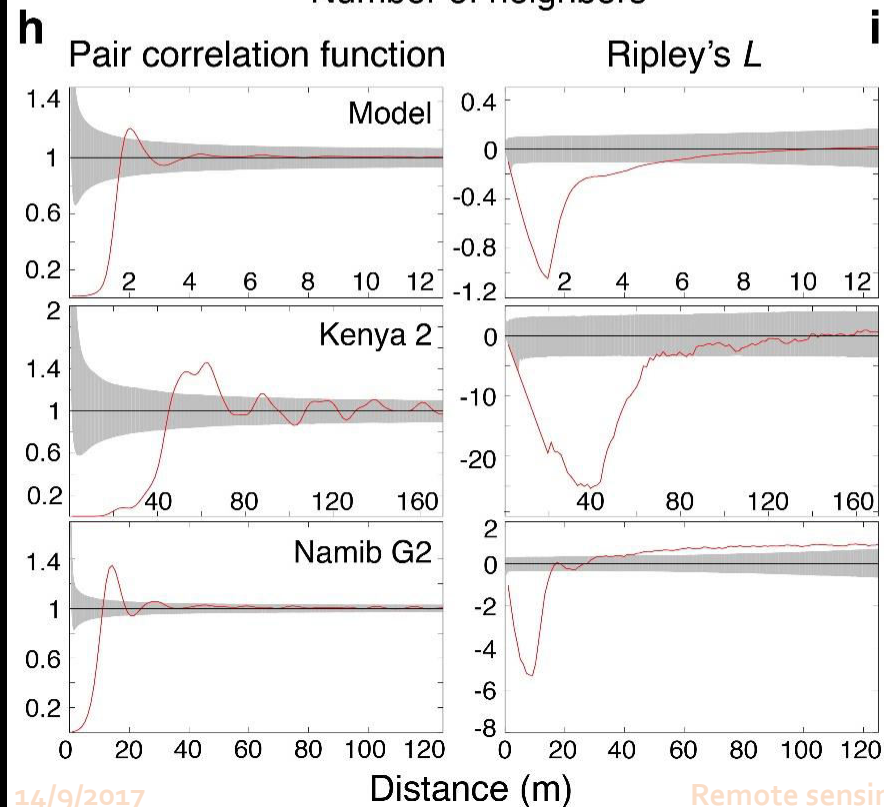 Number of neighbors
h
i
Pair correlation function
Ripley's L
1.4
1
0.6
0.2
Model
2 4 6 8 10 12
0.4
0
-0.4
-0.8
-1.2
2 4 6 8 10 12
2
1.4
1
0.6
0.2
Kenya 2
40 80 120 160
0
-10
-20
40 80 120 160
1.4
1
0.6
0.2
Namib G2
0 20 40 60 80 100 120
2
0
-2
-4
-6
-8
0 20 40 60 80 100 120
Distance (m)
14/9/2017
Remote